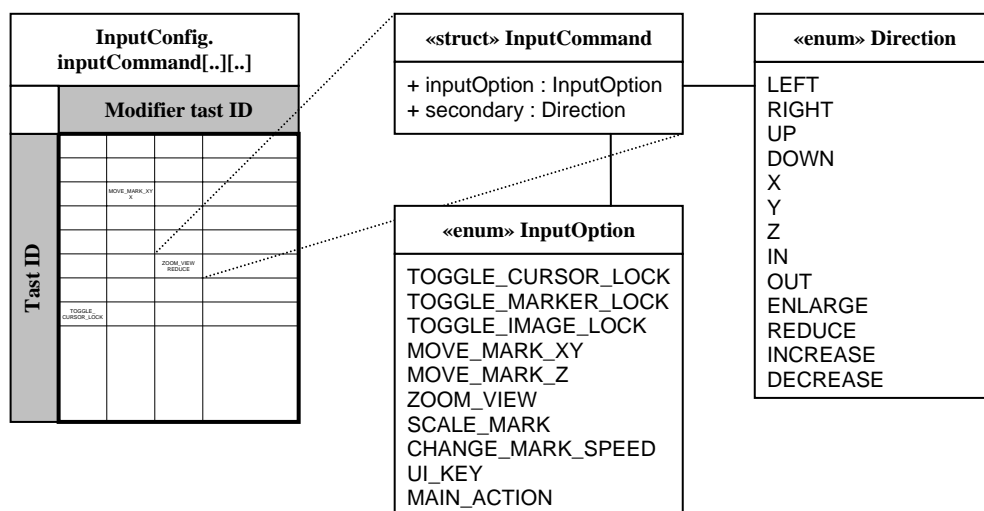 InputConfig.
inputCommand[..][..]
Modifier tast ID
Tast ID
MOVE_MARK_XY
X
ZOOM_VIEW
REDUCE
TOGGLE_
CURSOR_LOCK
«struct» InputCommand
+ inputOption : InputOption
+ secondary : Direction
«enum» InputOption
TOGGLE_CURSOR_LOCK
TOGGLE_MARKER_LOCK
TOGGLE_IMAGE_LOCK
MOVE_MARK_XY
MOVE_MARK_Z
ZOOM_VIEW
SCALE_MARK
CHANGE_MARK_SPEED
UI_KEY
MAIN_ACTION
«enum» Direction
LEFT
RIGHT
UP
DOWN
X
Y
Z
IN
OUT
ENLARGE
REDUCE
INCREASE
DECREASE